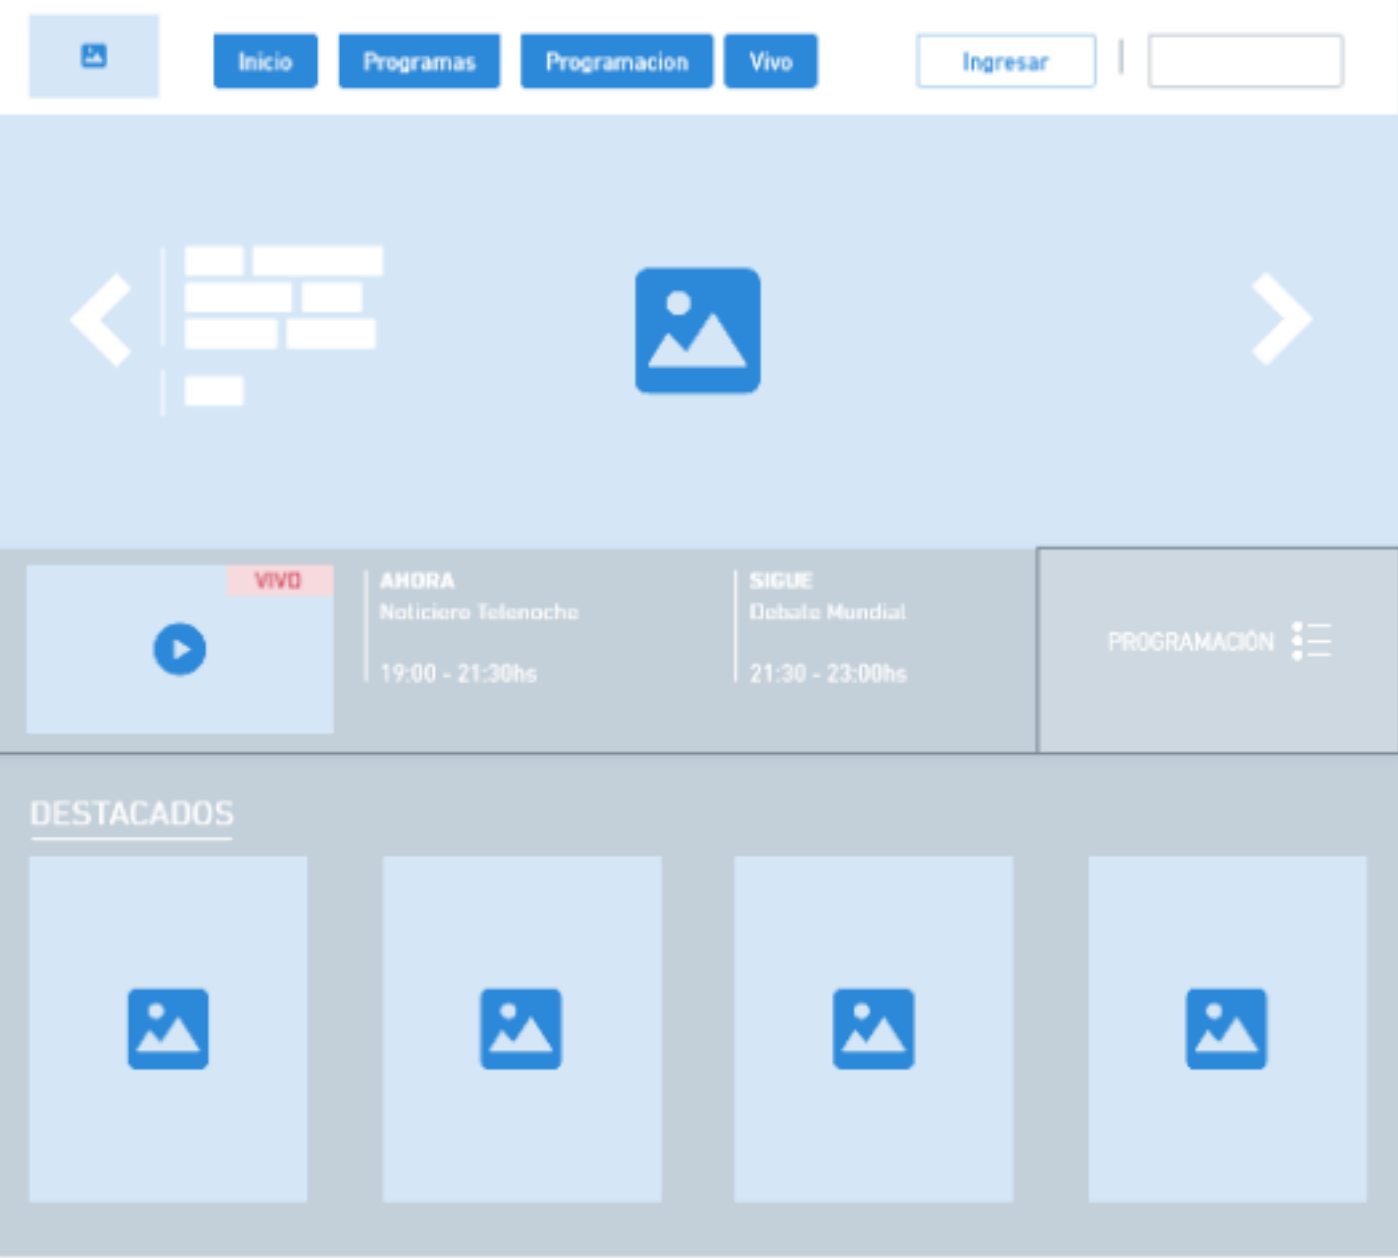 Inicio Programas Programacion Vivo Ingresar
VIVO
AHORA
Noticiero Telenoche
19:00 - 21:30hs
SIGUE
Debate Mundial
21:30 - 23:00hs
PROGRAMACIÓN
DESTACADOS